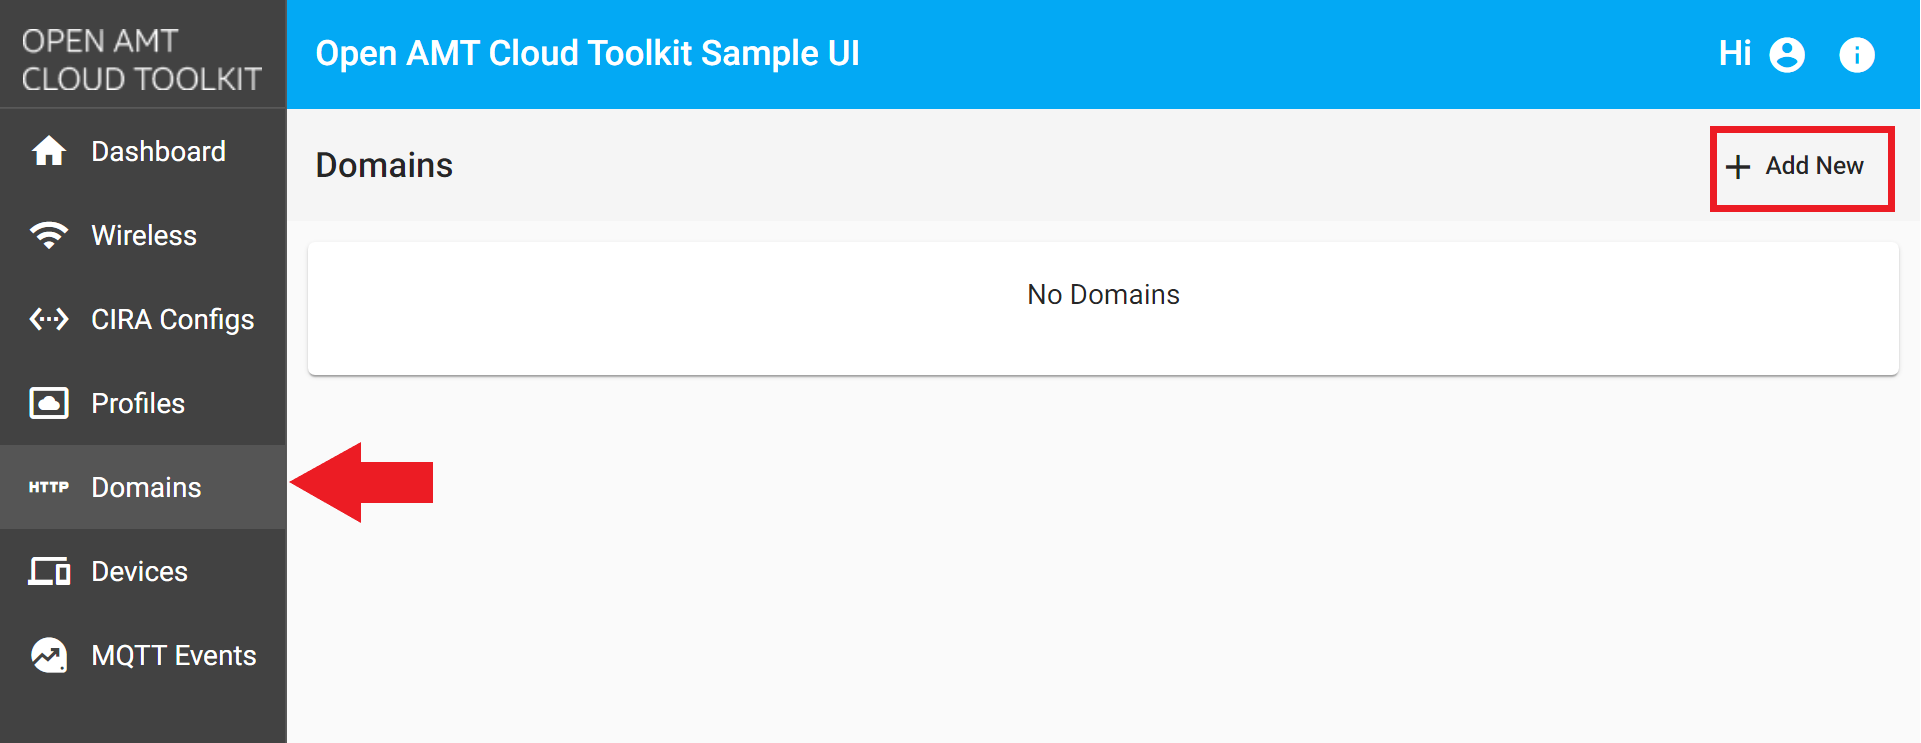 OPEN AMT
CLOUD TOOLKIT
Open AMT Cloud Toolkit Sample UI
Hi
Dashboard
Wireless
CIRA Configs
Profiles
HTTP Domains
Devices
MQTT Events
Domains
Add New
No Domains